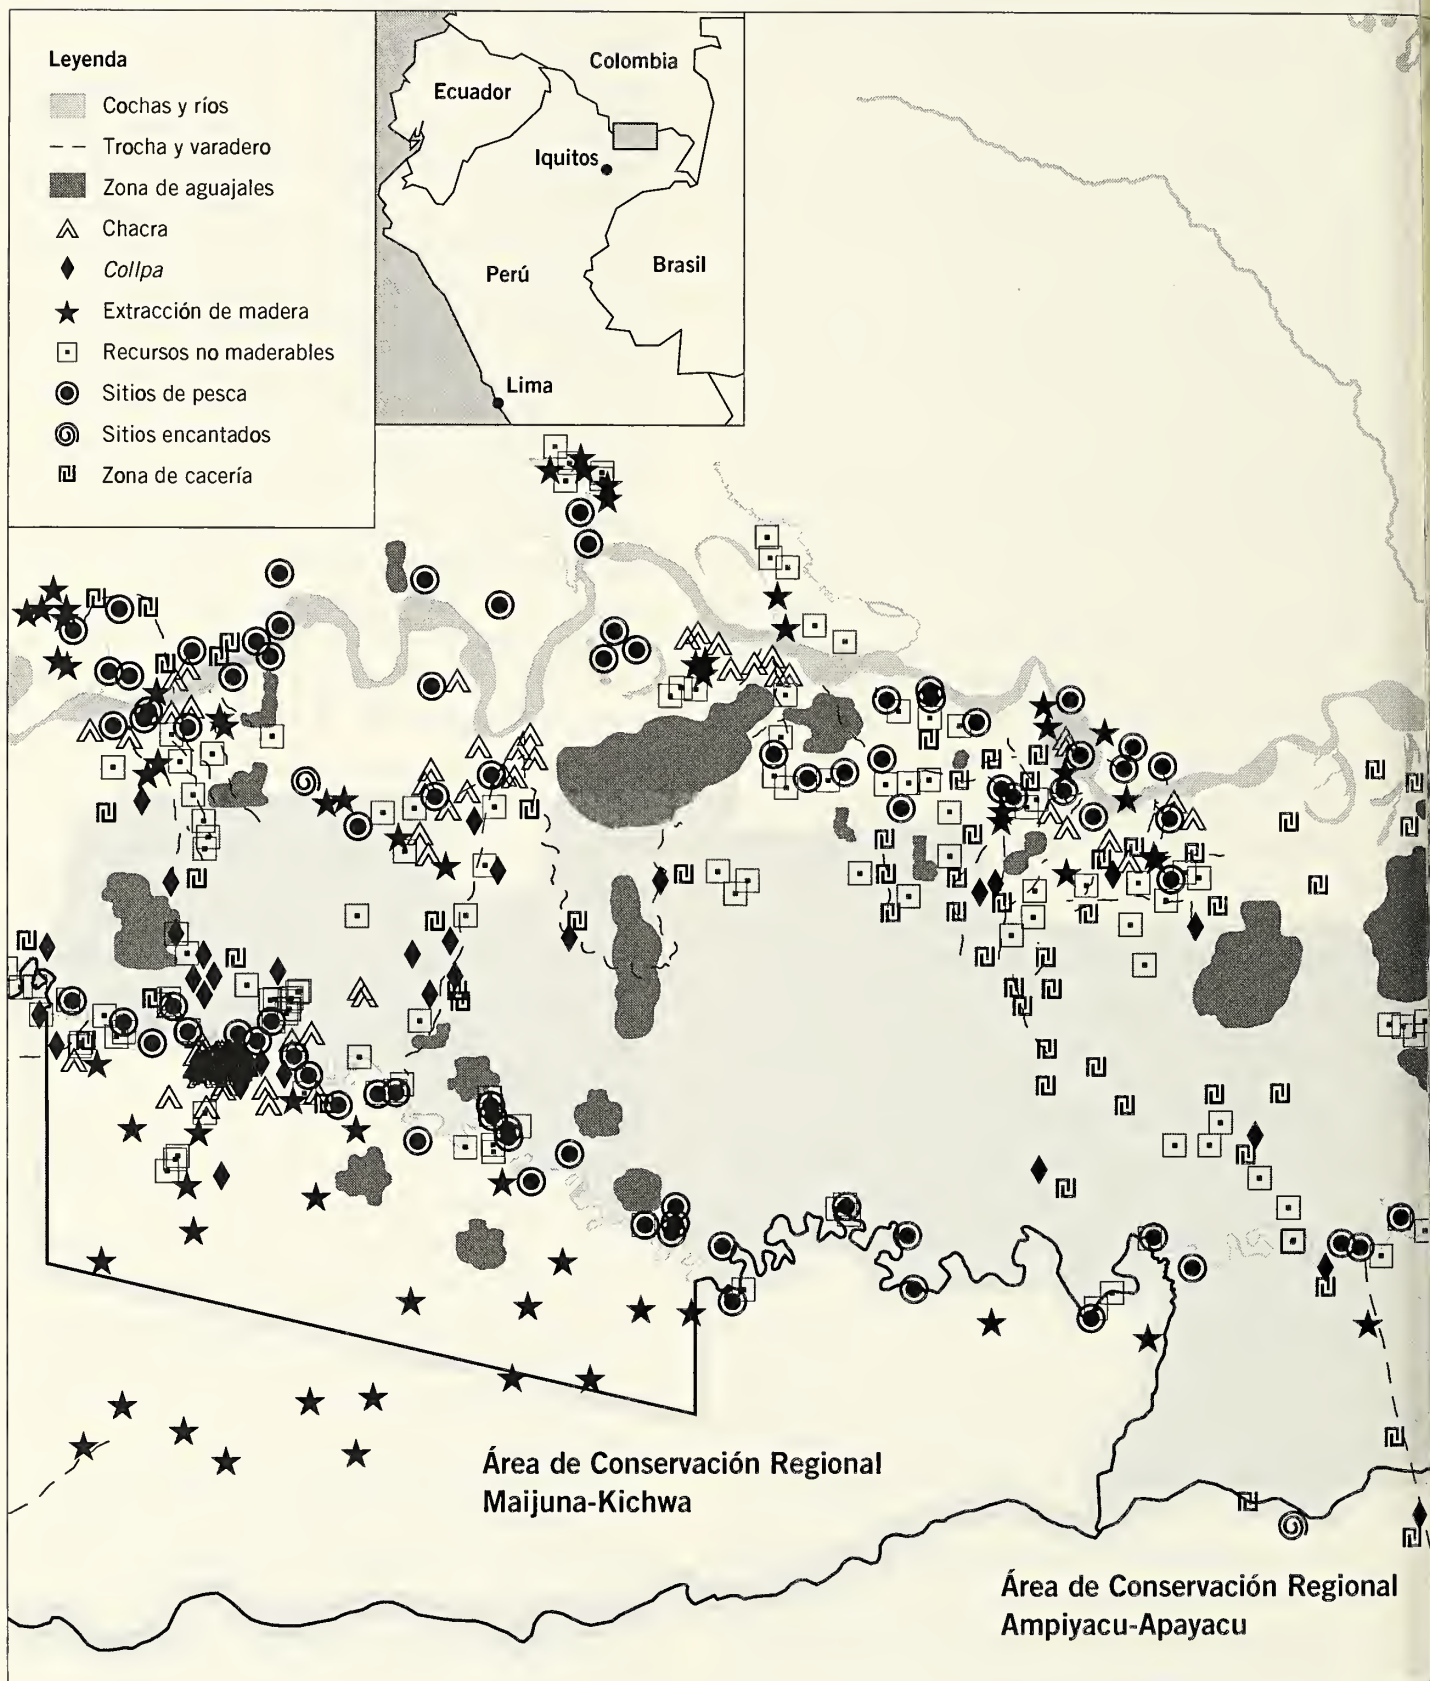 Leyenda
Cochas y ríos
Trocha y varadero
Zona de aguajales
Chacra
Collpa
Extracción de madera
Recursos no maderables
Sitios de pesca
Sitios encantados
Zona de cacería
Colombia
Ecuador
Iquitos
Perú
Brasil
Lima
Área de Conservación Regional
Maijuna-Kichwa
Área de Conservación Regional
Ampiyacu-Apayacu